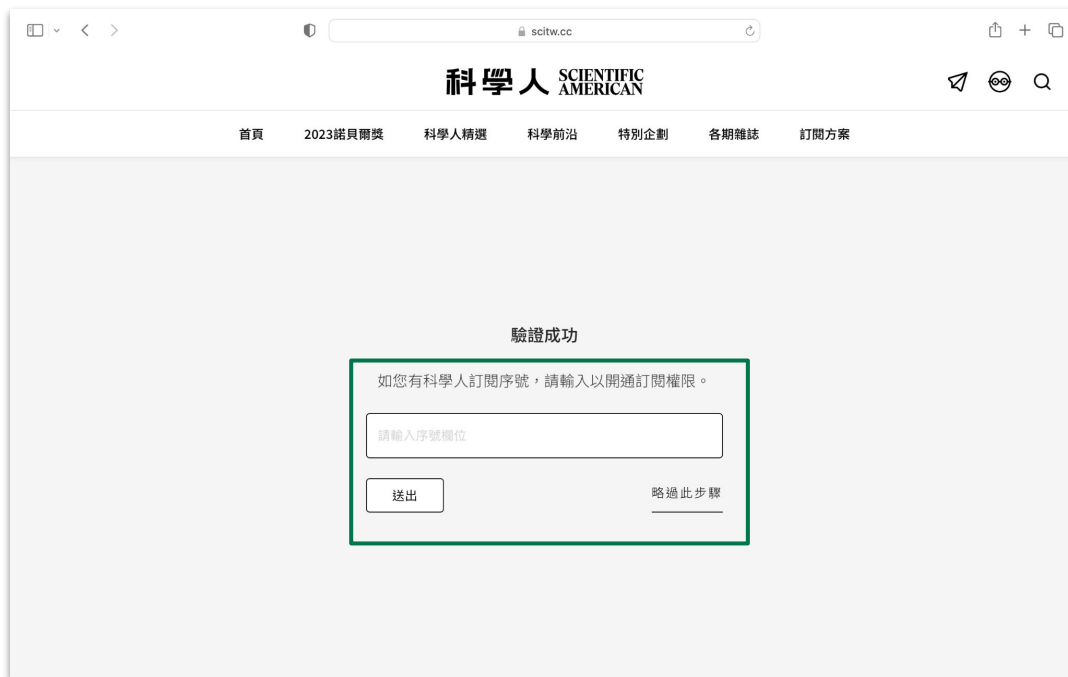 scitw.cc
科學人 SCIENTIFIC AMERICAN
首頁 2023諾貝爾獎 科學人精選 科學前沿 特別企劃 各期雜誌 訂閱方案
驗證成功
如您有科學人訂閱序號，請輸入以開通訂閱權限。
請輸入序號欄位
送出 略過此步驟